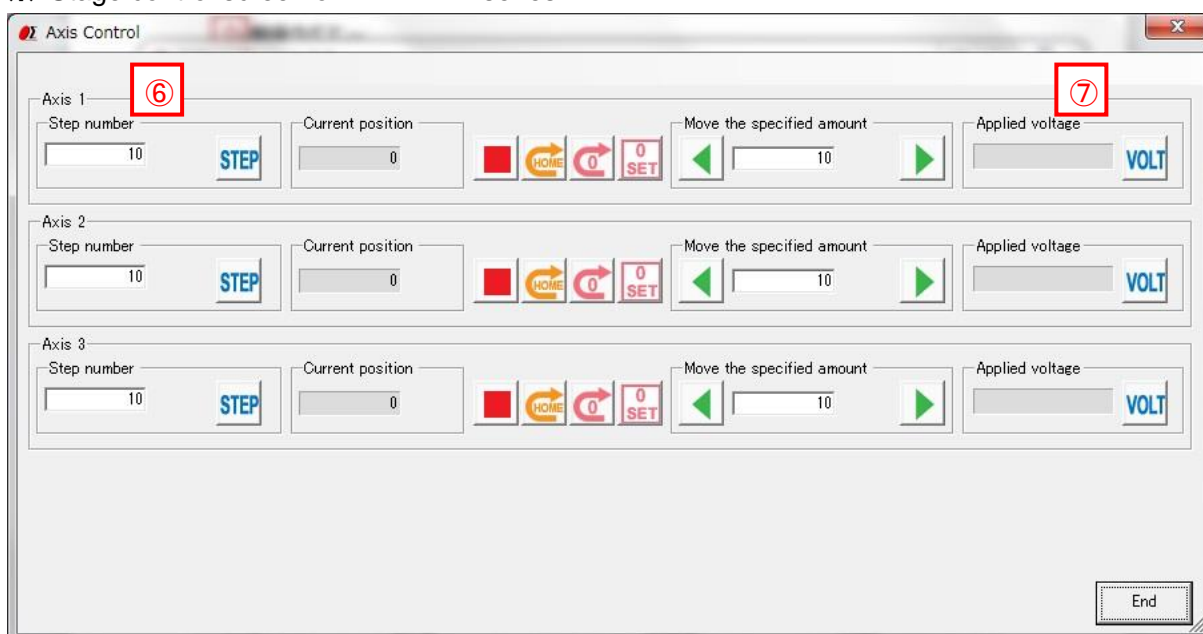 Axis Control
⑥ ⑦
Axis 1
Step number Current position Move the specified amount Applied voltage
10 STEP 0 HOME 0 0 SET 10 VOLT
Axis 2
Step number Current position Move the specified amount Applied voltage
10 STEP 0 HOME 0 0 SET 10 VOLT
Axis 3
Step number Current position Move the specified amount Applied voltage
10 STEP 0 HOME 0 0 SET 10 VOLT
End